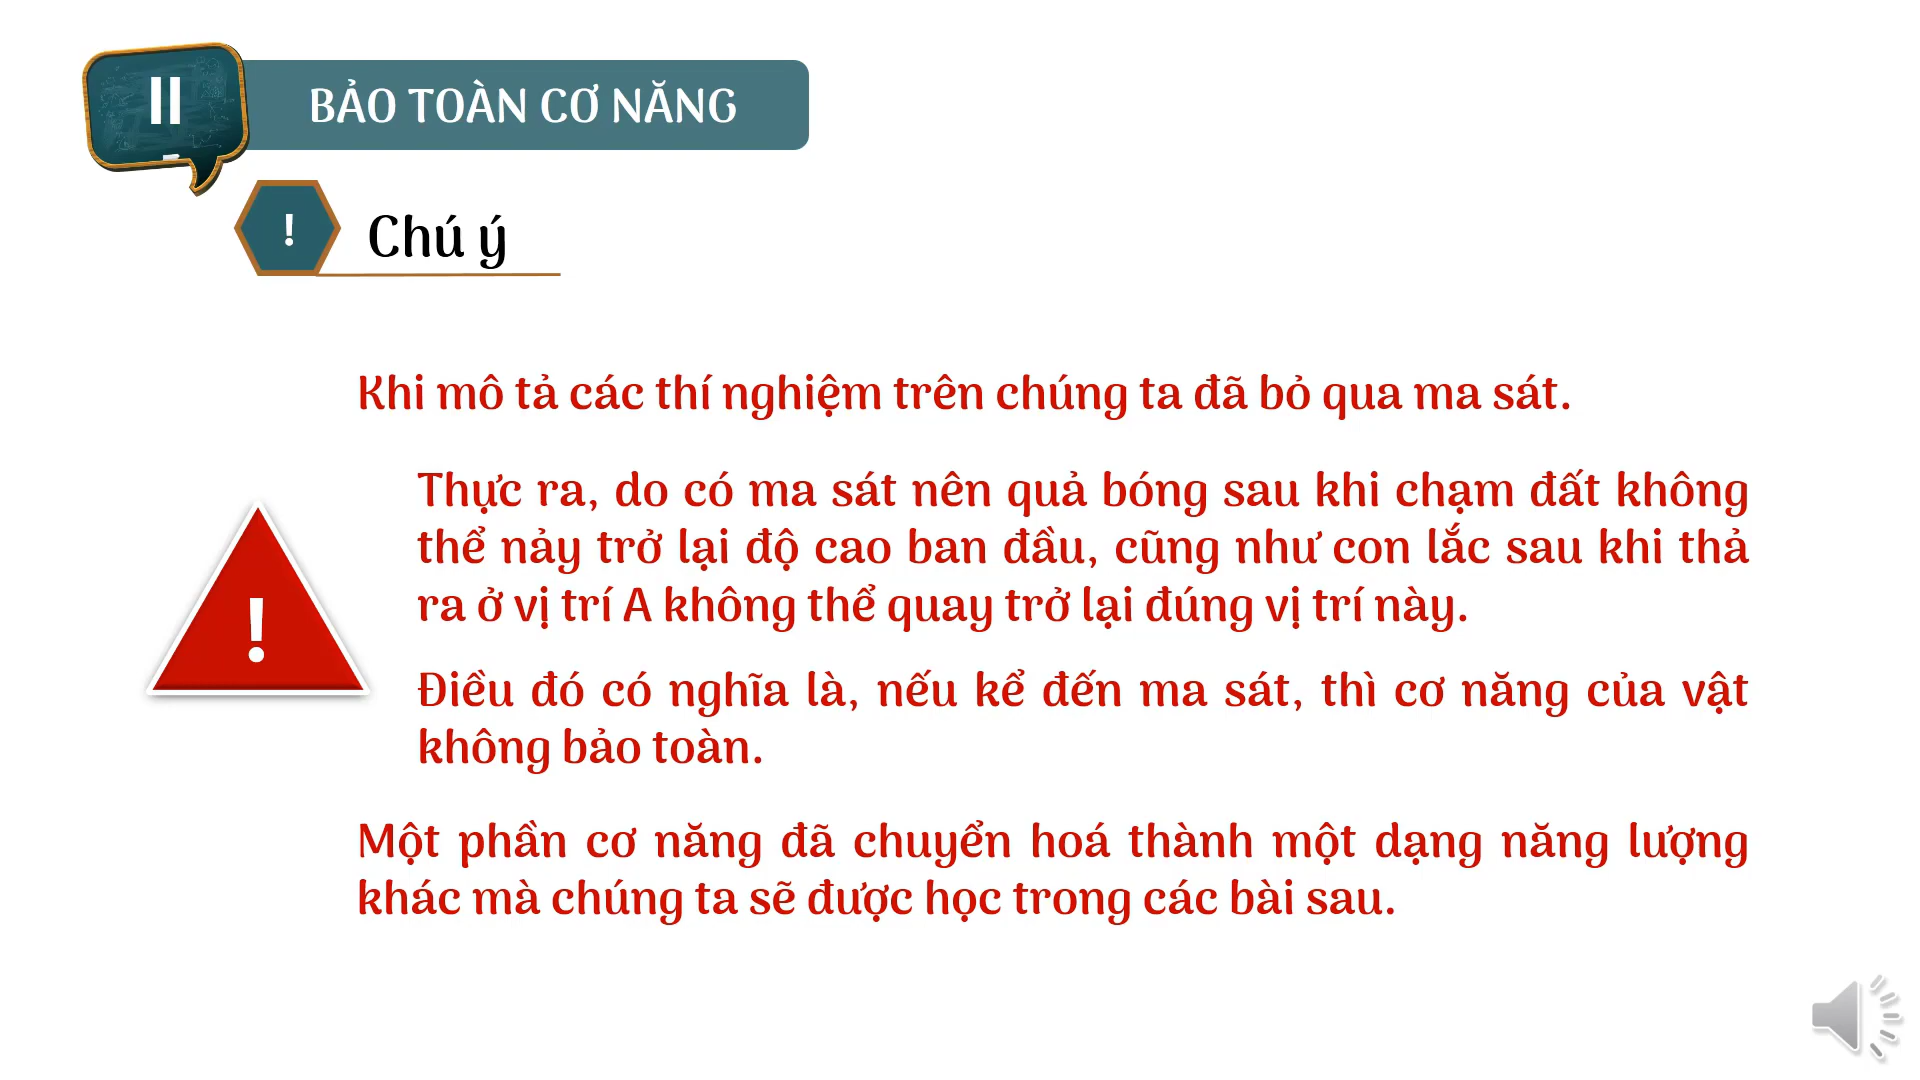 II
BẢO TOÀN CƠ NĂNG
!
Chú ý
Khi mô tả các thí nghiệm trên chúng ta đã bỏ qua ma sát.
Thực ra, do có ma sát nên quả bóng sau khi chạm đất không
thể nảy trở lại độ cao ban đầu, cũng như con lắc sau khi thả
ra ở vị trí A không thể quay trở lại đúng vị trí này.
!
Điều đó có nghĩa là, nếu kể đến ma sát, thì cơ năng của vật
không bảo toàn.
Một phần cơ năng đã chuyển hoá thành một dạng năng lượng
khác mà chúng ta sẽ được học trong các bài sau.